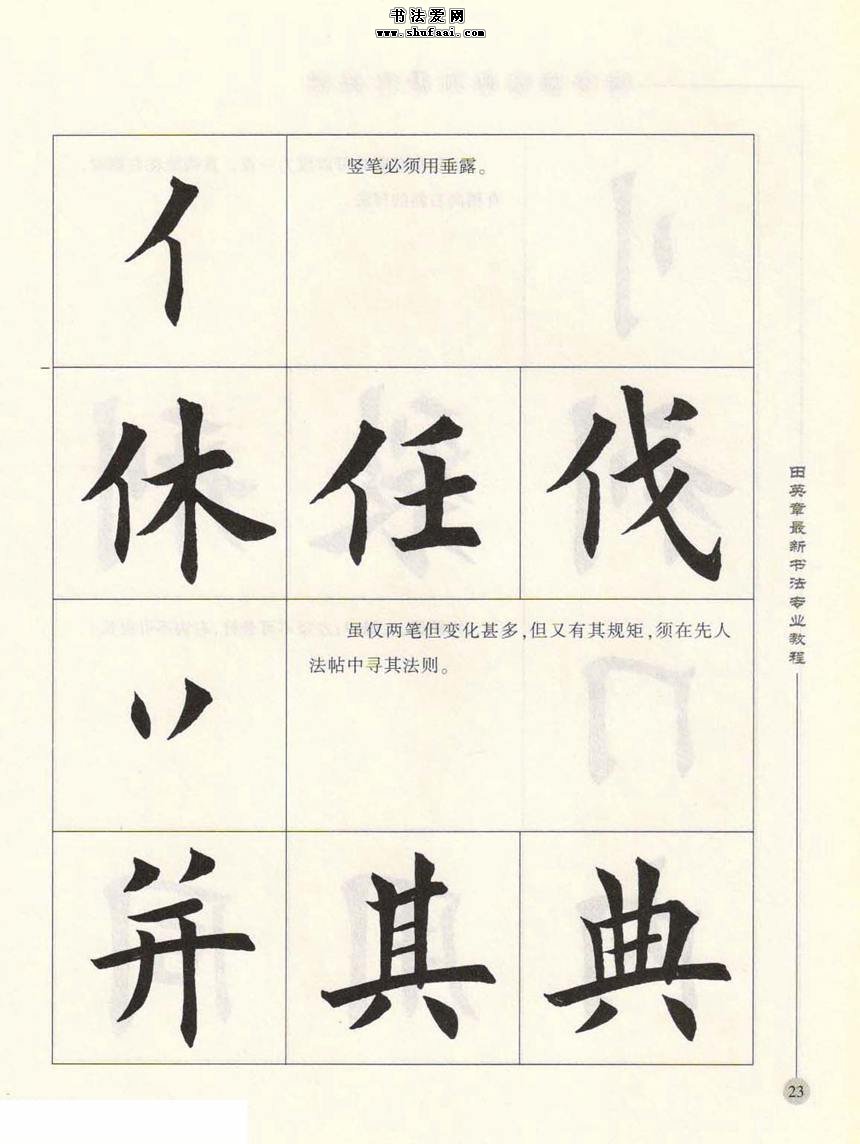 书法爱网
www.shufaai.com
亻
竖笔必须用垂露。
休 任 伐
虽仅两笔但变化甚多,但又有其规矩,须在先人
法帖中寻其法则。
丷
并 其 典
田英章最新书法专业教程
23